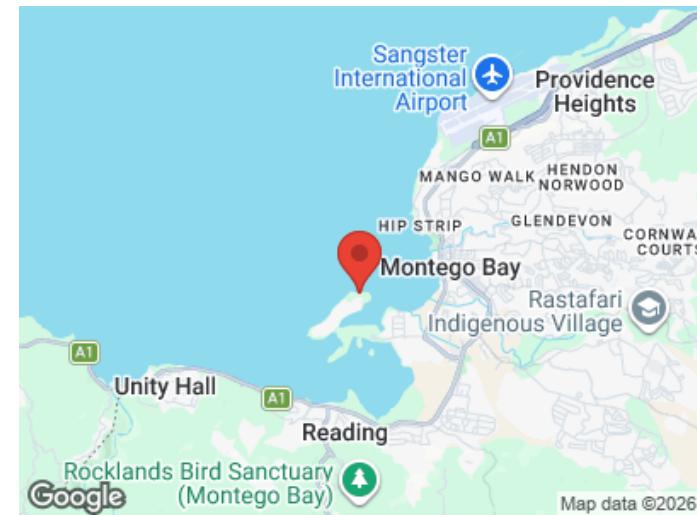 Sangster
International
Airport
Providence
Heights
A1
MANGO WALK
HENDON
NORWOOD
HIP STRIP
GLENDEVON
CORNWA
COURTS
Montego Bay
Rastafari
Indigenous Village
A1
Unity Hall
A1
Reading
Rocklands Bird Sanctuary
(Montego Bay)
Google
Map data ©2026